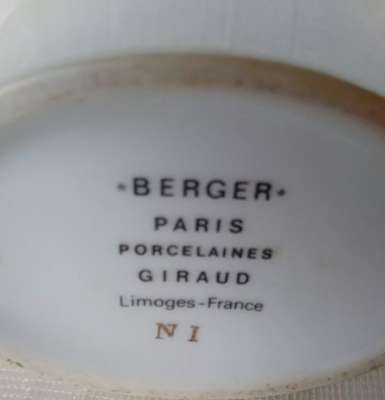 •BERGER•
PARIS
PORCELAINES
GIRAUD
Limoges-France
N I